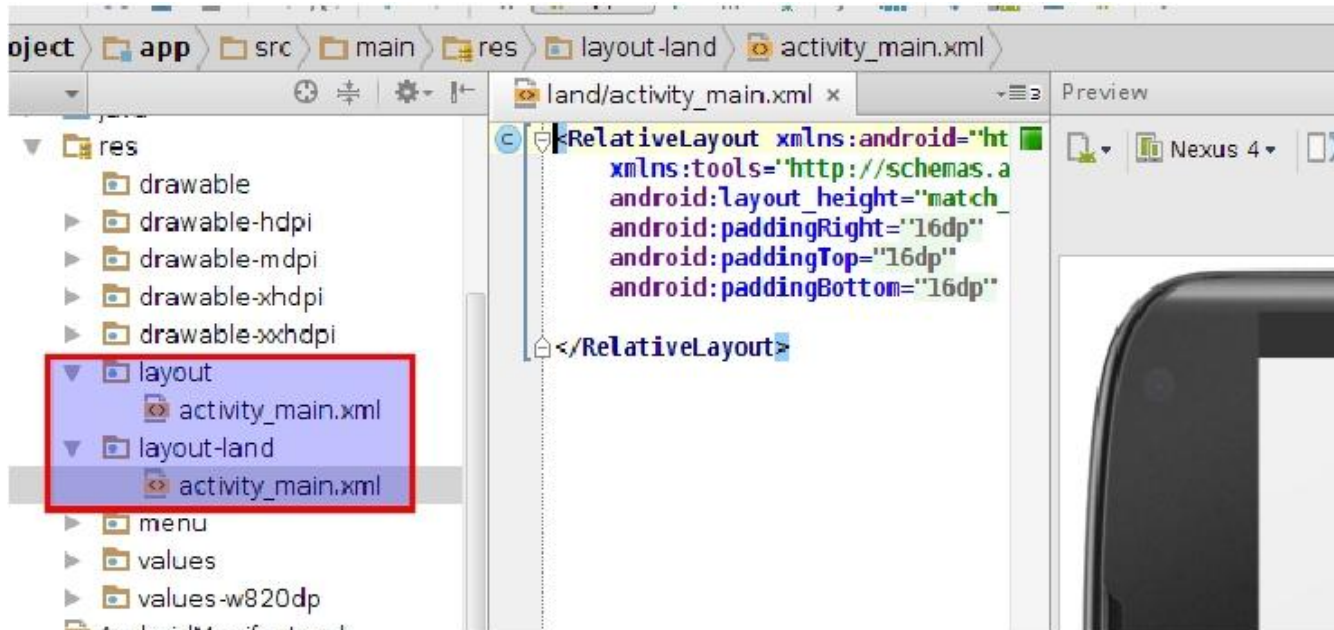 oject app src main res layout-land activity_main.xml
land/activity_main.xml × 3 Preview
res
drawable
drawable-hdpi
drawable-mdpi
drawable-xhdpi
drawable-xxhdpi
layout
activity_main.xml
layout-land
activity_main.xml
menu
values
values-w820dp
C <RelativeLayout xmlns:android="ht
xmlns:tools="http://schemas.a
android:layout_height="match_
android:paddingRight="16dp"
android:paddingTop="16dp"
android:paddingBottom="16dp"
</RelativeLayout>
Nexus 4